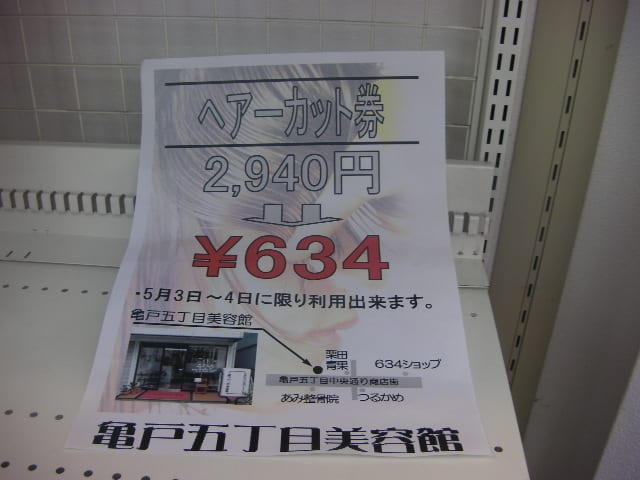 ヘアーカット券
2,940円
¥634
・5月3日～4日に限り利用出来ます。
亀戸五丁目美容館
栗田
青果
634ショップ
亀戸五丁目中央通り商店街
あみ整骨院
つるかめ
亀戸五丁目美容館